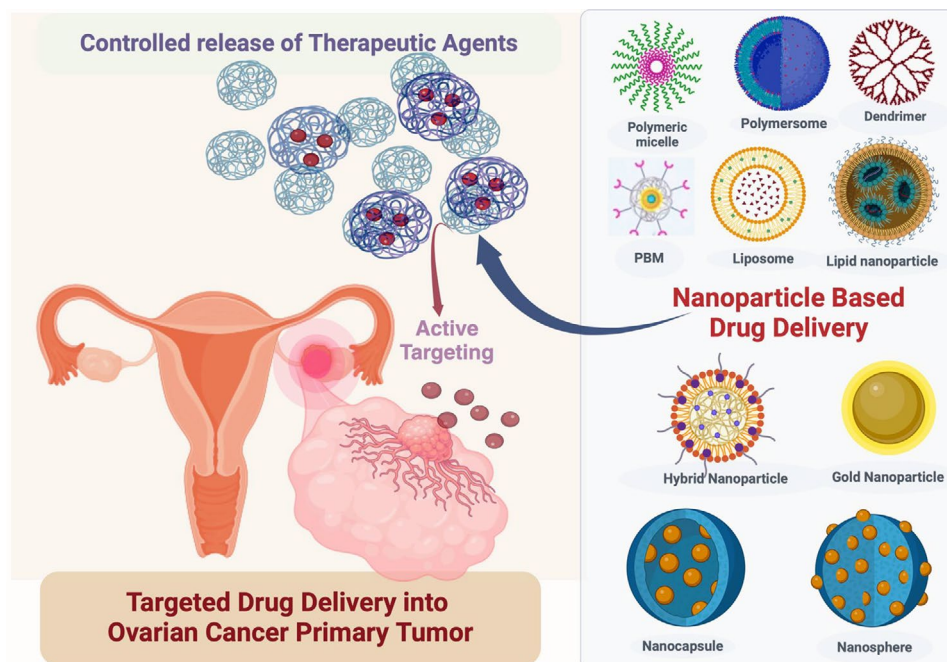 Controlled release of Therapeutic Agents
Active
Targeting
Targeted Drug Delivery into
Ovarian Cancer Primary Tumor
Polymeric
micelle
Polymersome
Dendrimer
PBM
Liposome
Lipid nanoparticle
Nanoparticle Based
Drug Delivery
Hybrid Nanoparticle
Gold Nanoparticle
Nanocapsule
Nanosphere